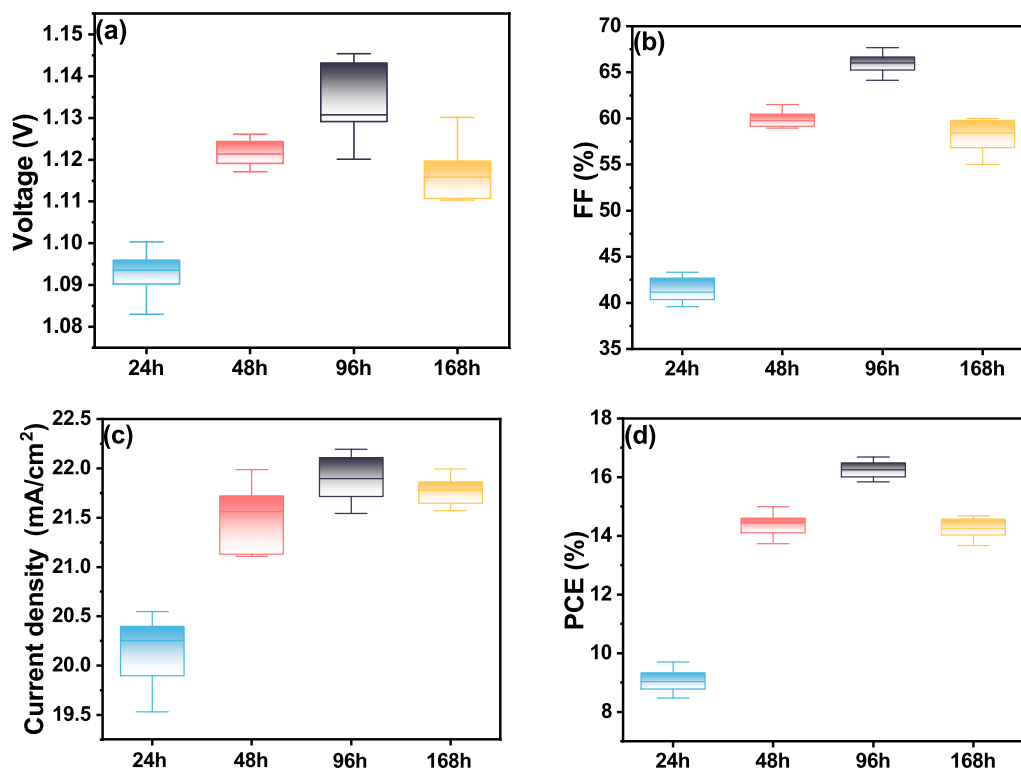 (a)
Voltage (V)
1.15
1.14
1.13
1.12
1.11
1.10
1.09
1.08
24h 48h 96h 168h
(b)
FF (%)
70
65
60
55
50
45
40
35
24h 48h 96h 168h
(c)
Current density (mA/cm²)
22.5
22.0
21.5
21.0
20.5
20.0
19.5
24h 48h 96h 168h
(d)
PCE (%)
18
16
14
12
10
8
24h 48h 96h 168h